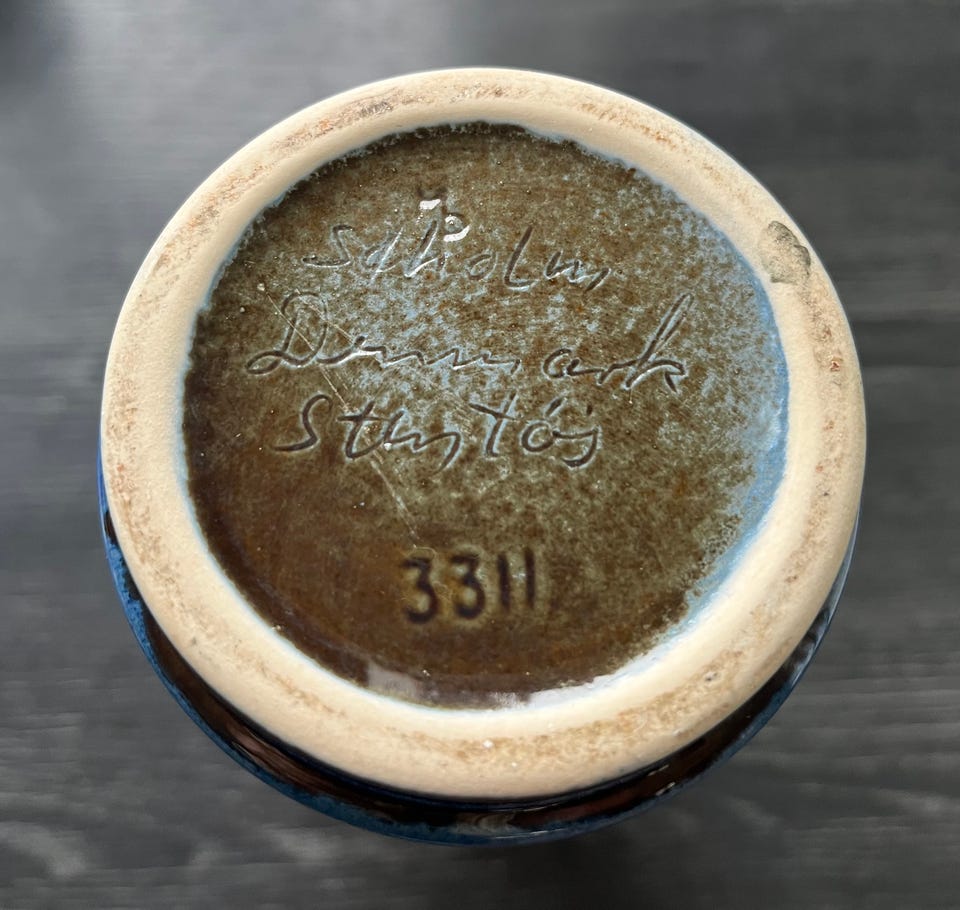 Søholm
Denmark
Stentøj
3311